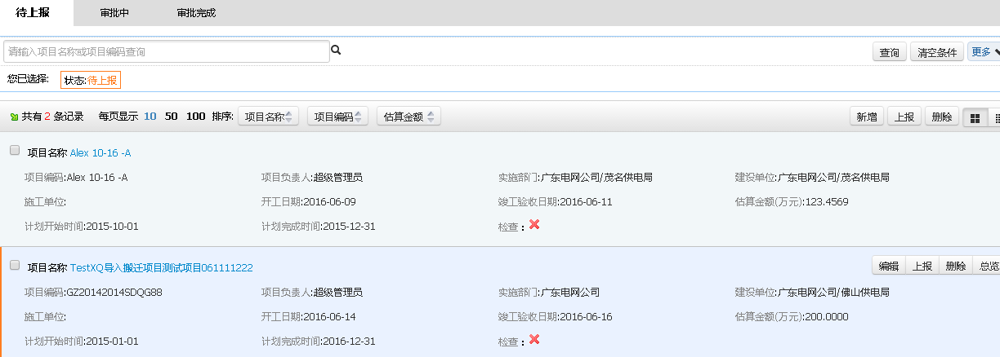 待上报 审批中 审批完成
请输入项目名称或项目编码查询 查询 清空条件 更多
您已选择: 状态:待上报
共有 2 条记录 每页显示 10 50 100 排序: 项目名称 项目编码 估算金额 新增 上报 删除
项目名称 Alex 10-16 -A
项目编码:Alex 10-16 -A 项目负责人:超级管理员 实施部门:广东电网公司/茂名供电局 建设单位:广东电网公司/茂名供电局
施工单位: 开工日期:2016-06-09 竣工验收日期:2016-06-11 估算金额(万元):123.4569
计划开始时间:2015-10-01 计划完成时间:2015-12-31 检查:
项目名称 TestXQ导入搬迁项目测试项目061111222 编辑 上报 删除 总览
项目编码:GZ20142014SDQG88 项目负责人:超级管理员 实施部门:广东电网公司 建设单位:广东电网公司/佛山供电局
施工单位: 开工日期:2016-06-14 竣工验收日期:2016-06-16 估算金额(万元):200.0000
计划开始时间:2015-01-01 计划完成时间:2016-12-31 检查: